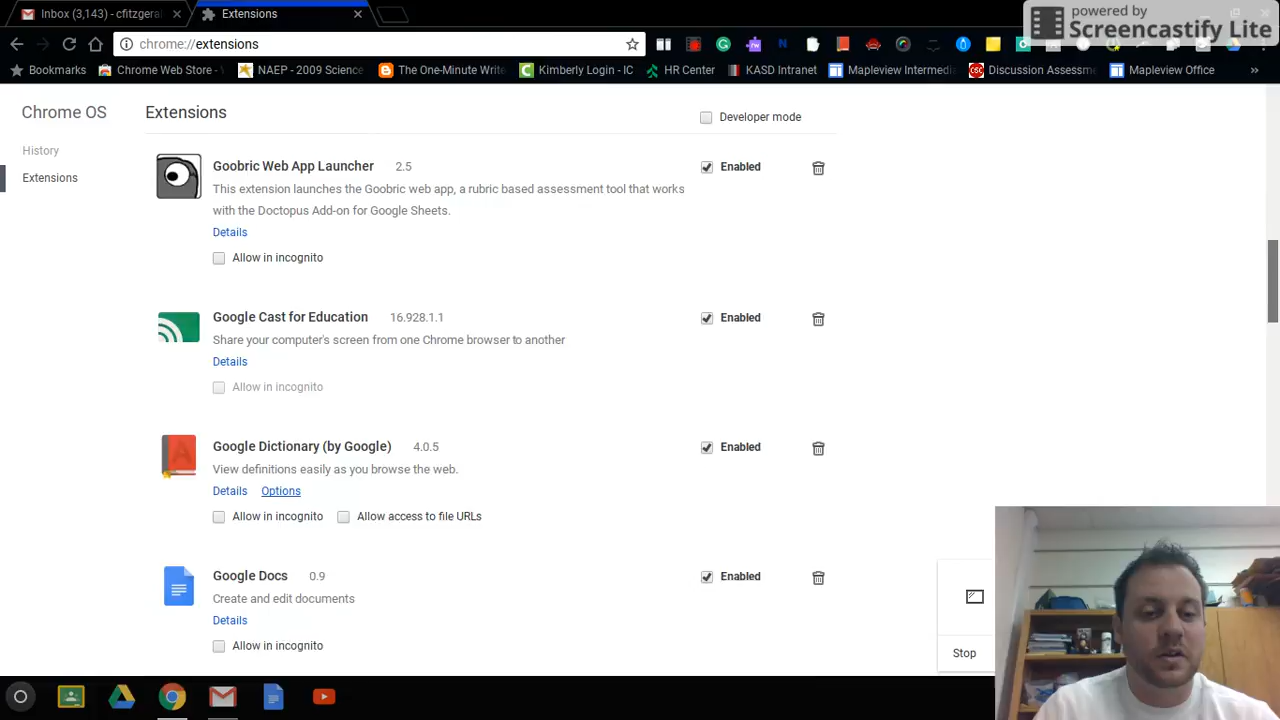 Inbox (3,143) - cfitzgera
Extensions
powered by
Screencastify Lite
chrome://extensions
Bookmarks
Chrome Web Store -
NAEP - 2009 Science
The One-Minute Write
Kimberly Login - IC
HR Center
KASD Intranet
Mapleview Intermedi
Discussion Assessm
Mapleview Office
»
Chrome OS
Extensions
Developer mode
History
Extensions
Goobric Web App Launcher 2.5
Enabled
This extension launches the Goobric web app, a rubric based assessment tool that works
with the Doctopus Add-on for Google Sheets.
Details
Allow in incognito
Google Cast for Education 16.928.1.1
Enabled
Share your computer's screen from one Chrome browser to another
Details
Allow in incognito
Google Dictionary (by Google) 4.0.5
Enabled
View definitions easily as you browse the web.
Details Options
Allow in incognito Allow access to file URLs
Google Docs 0.9
Enabled
Create and edit documents
Details
Allow in incognito
Stop